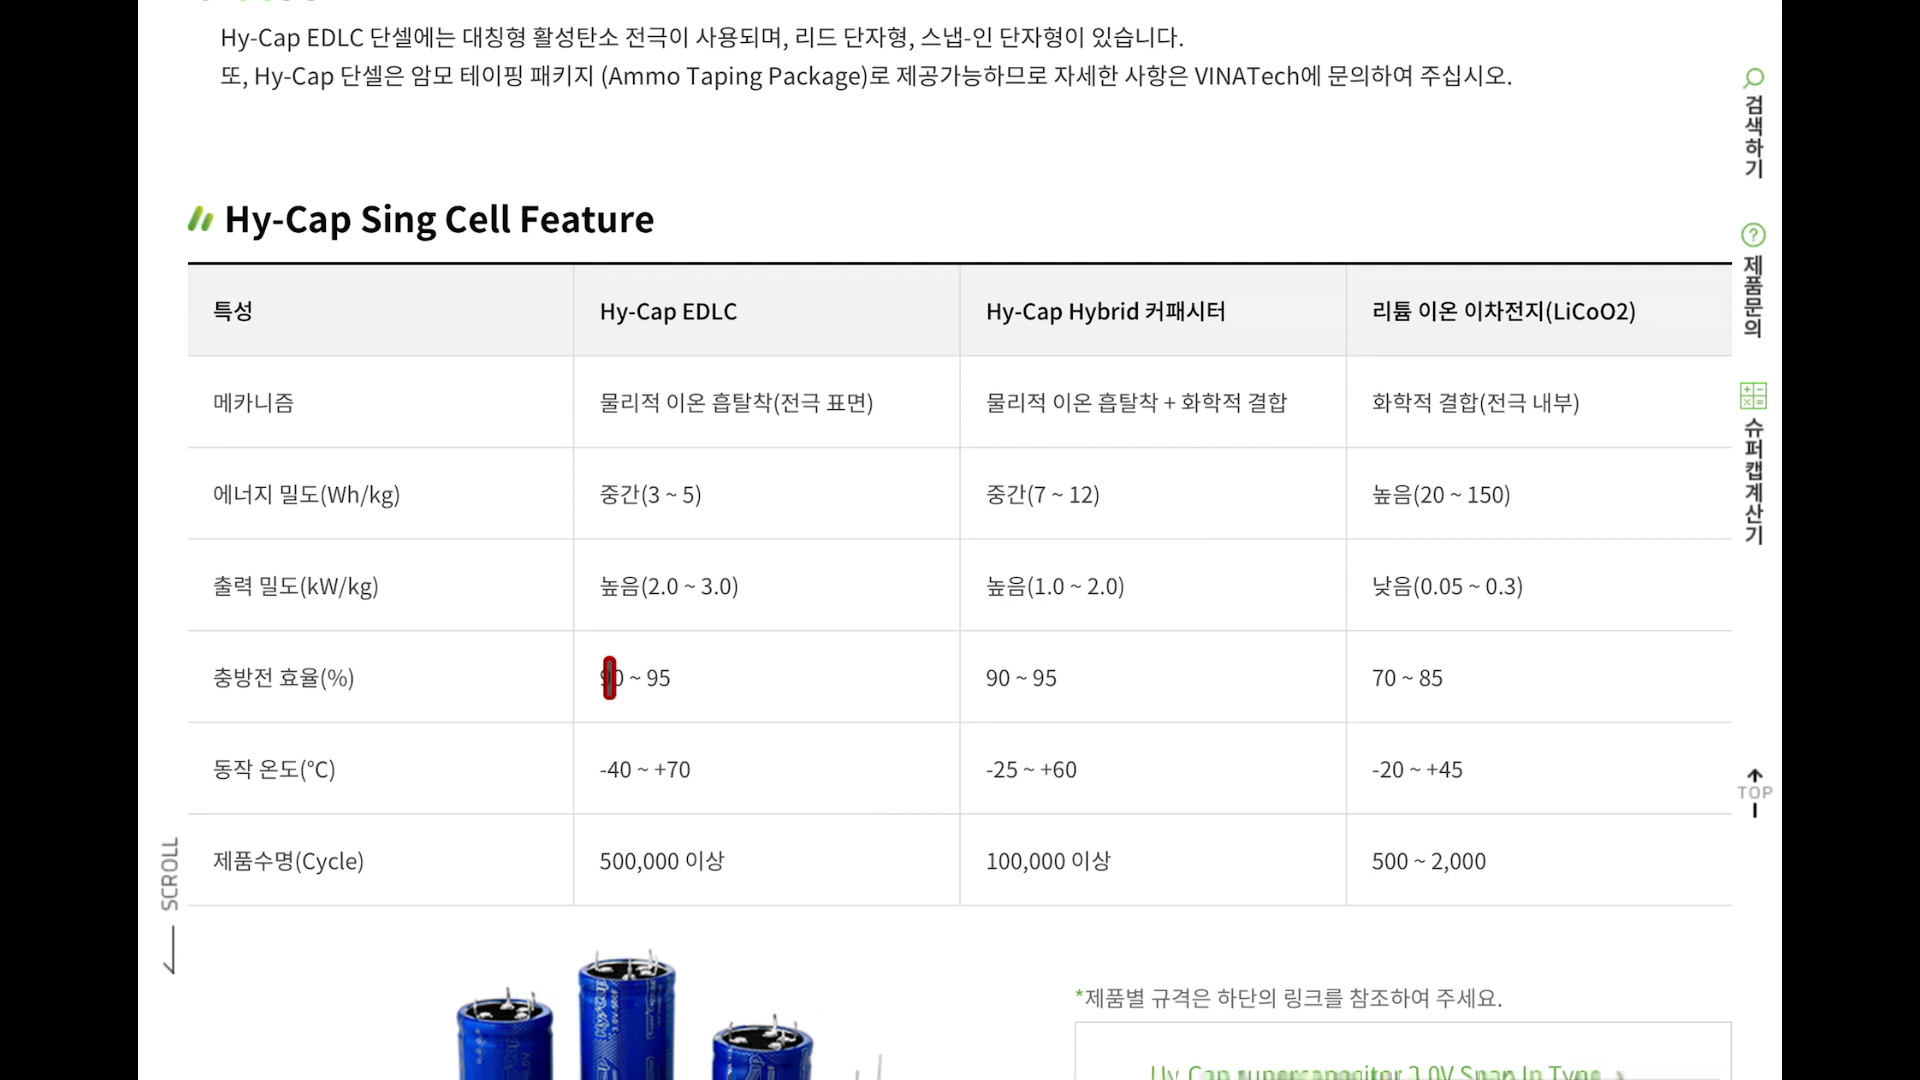 Hy-Cap EDLC 단셀에는 대칭형 활성탄소 전극이 사용되며, 리드 단자형, 스냅-인 단자형이 있습니다.
또, Hy-Cap 단셀은 암모 테이핑 패키지 (Ammo Taping Package)로 제공가능하므로 자세한 사항은 VINATech에 문의하여 주십시오.
검색하기
Hy-Cap Sing Cell Feature
제품문의
특성 Hy-Cap EDLC Hy-Cap Hybrid 커패시터 리튬 이온 이차전지(LiCoO2)
메카니즘 물리적 이온 흡탈착(전극 표면) 물리적 이온 흡탈착 + 화학적 결합 화학적 결합(전극 내부)
슈퍼캡계산기
에너지 밀도(Wh/kg) 중간(3 ~ 5) 중간(7 ~ 12) 높음(20 ~ 150)
출력 밀도(kW/kg) 높음(2.0 ~ 3.0) 높음(1.0 ~ 2.0) 낮음(0.05 ~ 0.3)
충방전 효율(%) 90 ~ 95 90 ~ 95 70 ~ 85
동작 온도(°C) -40 ~ +70 -25 ~ +60 -20 ~ +45
TOP
제품수명(Cycle) 500,000 이상 100,000 이상 500 ~ 2,000
SCROLL
*제품별 규격은 하단의 링크를 참조하여 주세요.
Hy-Cap supercapacitor 3.0V Snap In Type